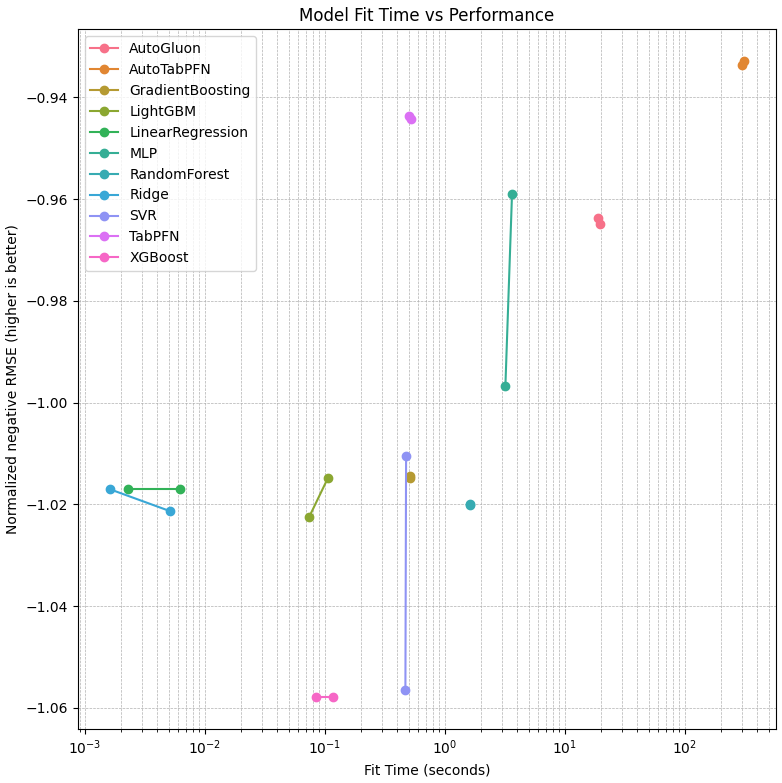 Model Fit Time vs Performance
Normalized negative RMSE (higher is better)
−0.94
−0.96
−0.98
−1.00
−1.02
−1.04
−1.06
AutoGluon
AutoTabPFN
GradientBoosting
LightGBM
LinearRegression
MLP
RandomForest
Ridge
SVR
TabPFN
XGBoost
10⁻³
10⁻²
10⁻¹
10⁰
10¹
10²
Fit Time (seconds)